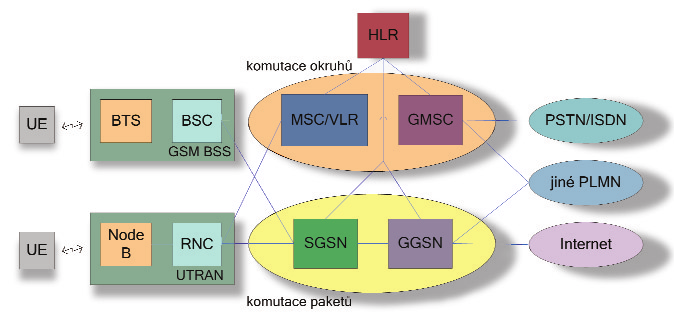 HLR
komutace okruhů
UE
BTS
BSC
GSM BSS
MSC/VLR
GMSC
PSTN/ISDN
jiné PLMN
UE
Node
B
RNC
UTRAN
SGSN
GGSN
Internet
komutace paketů